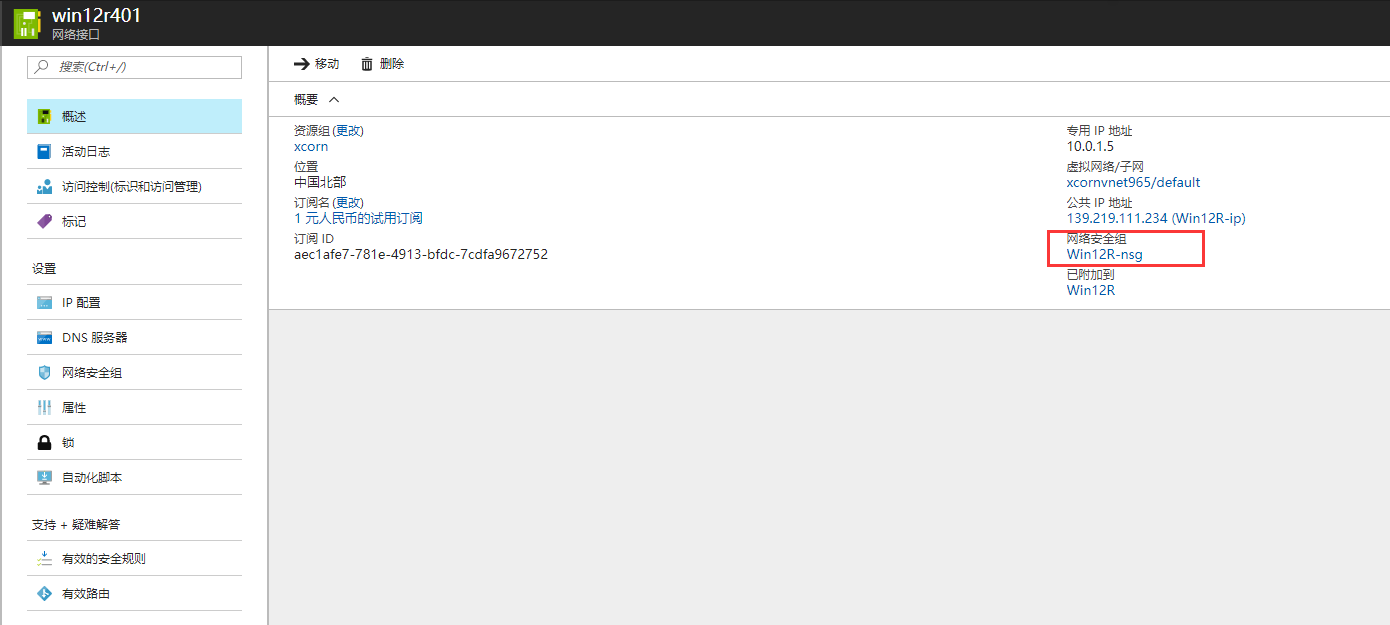 win12r401
网络接口
搜索(Ctrl+/)
概述
活动日志
访问控制(标识和访问管理)
标记
设置
IP 配置
DNS 服务器
网络安全组
属性
锁
自动化脚本
支持 + 疑难解答
有效的安全规则
有效路由
移动
删除
概要
资源组 (更改)
xcorn
位置
中国北部
订阅名 (更改)
1 元人民币的试用订阅
订阅 ID
aec1afe7-781e-4913-bfdc-7cdfa9672752
专用 IP 地址
10.0.1.5
虚拟网络/子网
xcornvnet965/default
公共 IP 地址
139.219.111.234 (Win12R-ip)
网络安全组
Win12R-nsg
已附加到
Win12R